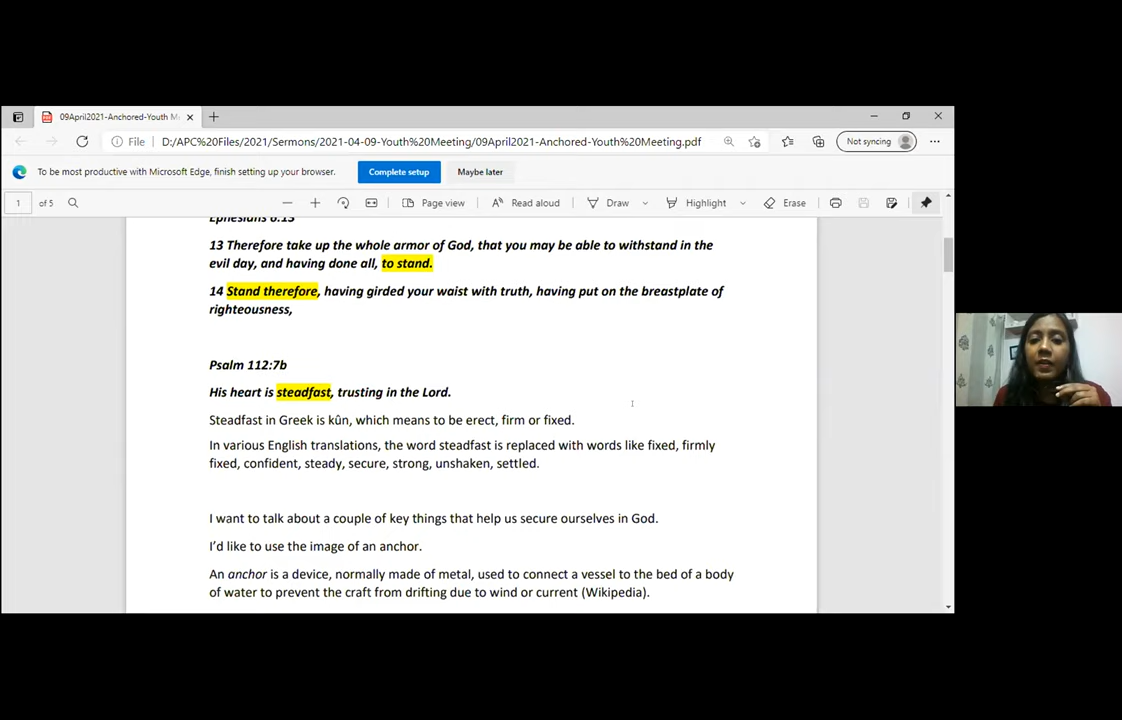 09April2021-Anchored-Youth M
File
D:/APC%20Files/2021/Sermons/2021-04-09-Youth%20Meeting/09April2021-Anchored-Youth%20Meeting.pdf
Not syncing
To be most productive with Microsoft Edge, finish setting up your browser.
Complete setup
Maybe later
1 of 5
Page view
Read aloud
Draw
Highlight
Erase
Ephesians 6:13
13 Therefore take up the whole armor of God, that you may be able to withstand in the
evil day, and having done all, to stand.
14 Stand therefore, having girded your waist with truth, having put on the breastplate of
righteousness,
Psalm 112:7b
His heart is steadfast, trusting in the Lord.
Steadfast in Greek is kûn, which means to be erect, firm or fixed.
In various English translations, the word steadfast is replaced with words like fixed, firmly
fixed, confident, steady, secure, strong, unshaken, settled.
I want to talk about a couple of key things that help us secure ourselves in God.
I'd like to use the image of an anchor.
An anchor is a device, normally made of metal, used to connect a vessel to the bed of a body
of water to prevent the craft from drifting due to wind or current (Wikipedia).